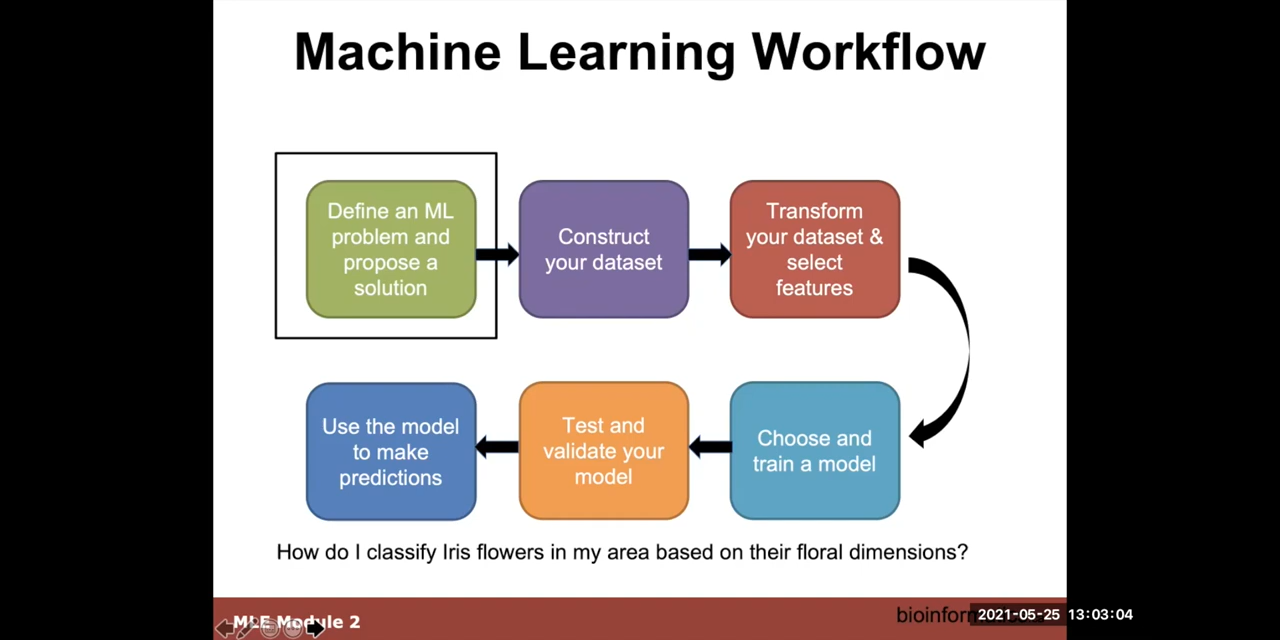 Machine Learning Workflow
Define an ML
problem and
propose a
solution
Construct
your dataset
Transform
your dataset &
select
features
Use the model
to make
predictions
Test and
validate your
model
Choose and
train a model
How do I classify Iris flowers in my area based on their floral dimensions?
MLE Module 2
2021-05-25 13:03:04